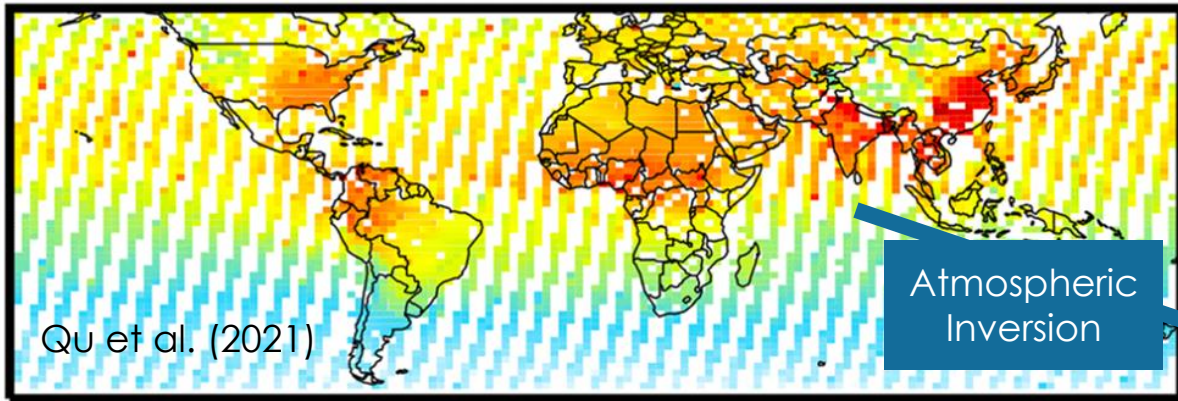 Qu et al. (2021)
Atmospheric
Inversion